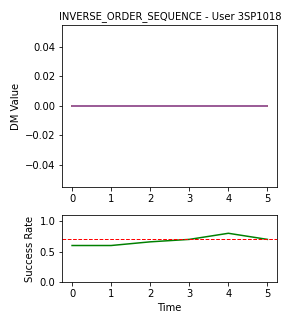 INVERSE_ORDER_SEQUENCE - User 3SP1018
0.04
0.02
0.00
−0.02
−0.04
DM Value
0 1 2 3 4 5
1.0
0.5
0.0
Success Rate
0 1 2 3 4 5
Time